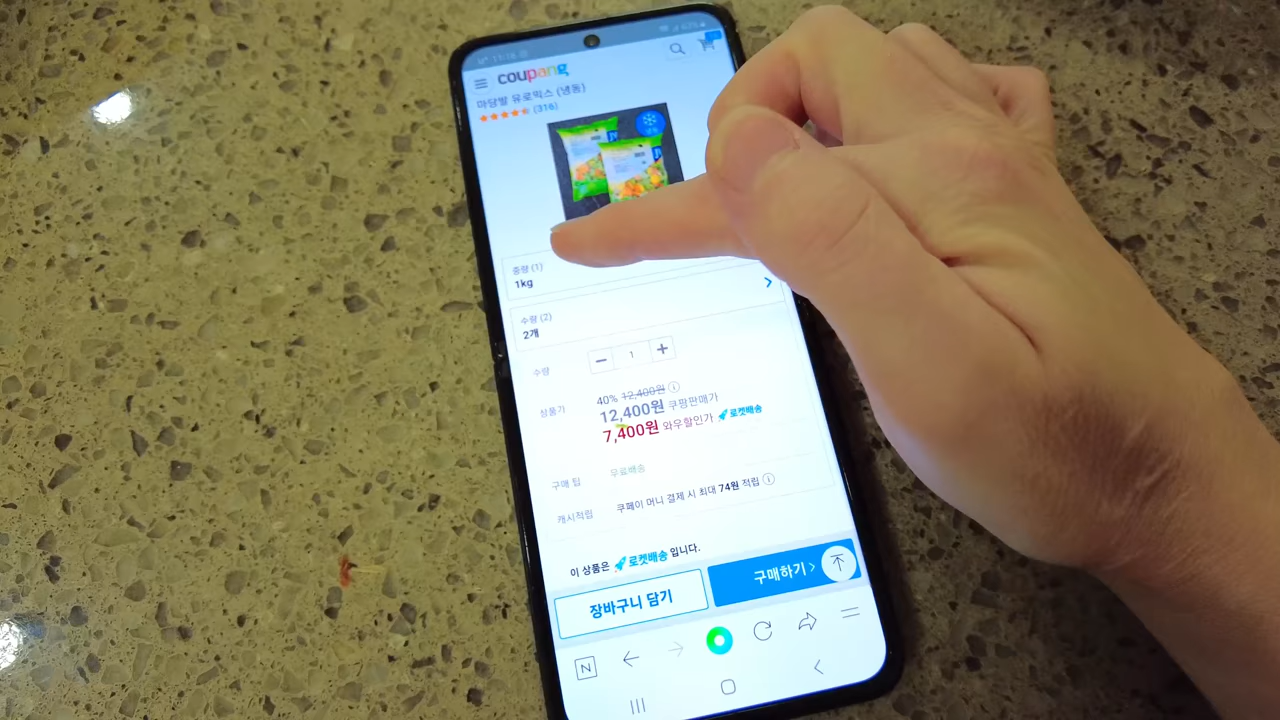 11:16
coupang
마당발 유로믹스 (냉동)
(316)
중량 (1)
1kg
수량 (2)
2개
수량
1
상품가
40% 12,400원
12,400원 쿠팡판매가
7,400원 와우할인가 로켓배송
구매 팁
무료배송
캐시적립
쿠페이 머니 결제 시 최대 74원 적립
이 상품은 로켓배송 입니다.
장바구니 담기
구매하기
N